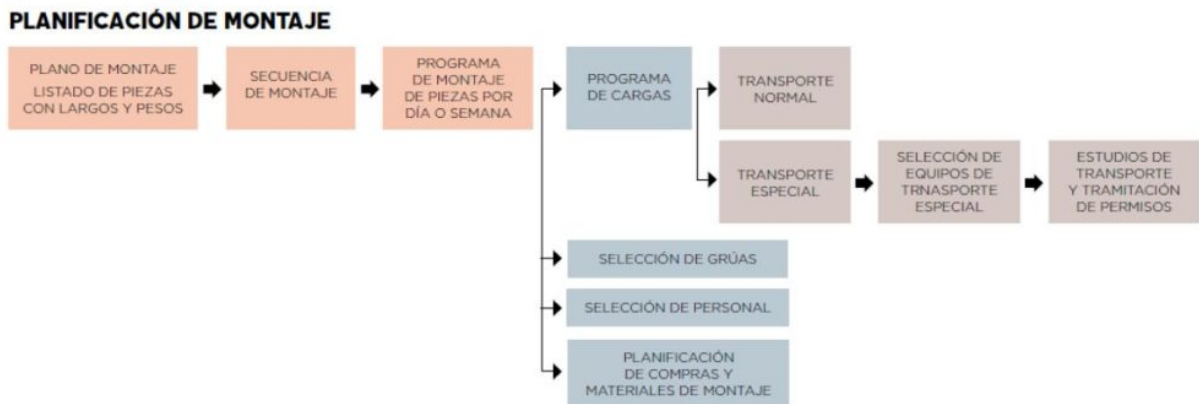 PLANIFICACIÓN DE MONTAJE
PLANO DE MONTAJE
LISTADO DE PIEZAS
CON LARGOS Y PESOS
SECUENCIA
DE MONTAJE
PROGRAMA
DE MONTAJE
DE PIEZAS POR
DÍA O SEMANA
PROGRAMA
DE CARGAS
TRANSPORTE
NORMAL
TRANSPORTE
ESPECIAL
SELECCIÓN DE
EQUIPOS DE
TRNASPORTE
ESPECIAL
ESTUDIOS DE
TRANSPORTE
Y TRAMITACIÓN
DE PERMISOS
SELECCIÓN DE GRÚAS
SELECCIÓN DE PERSONAL
PLANIFICACIÓN
DE COMPRAS Y
MATERIALES DE MONTAJE